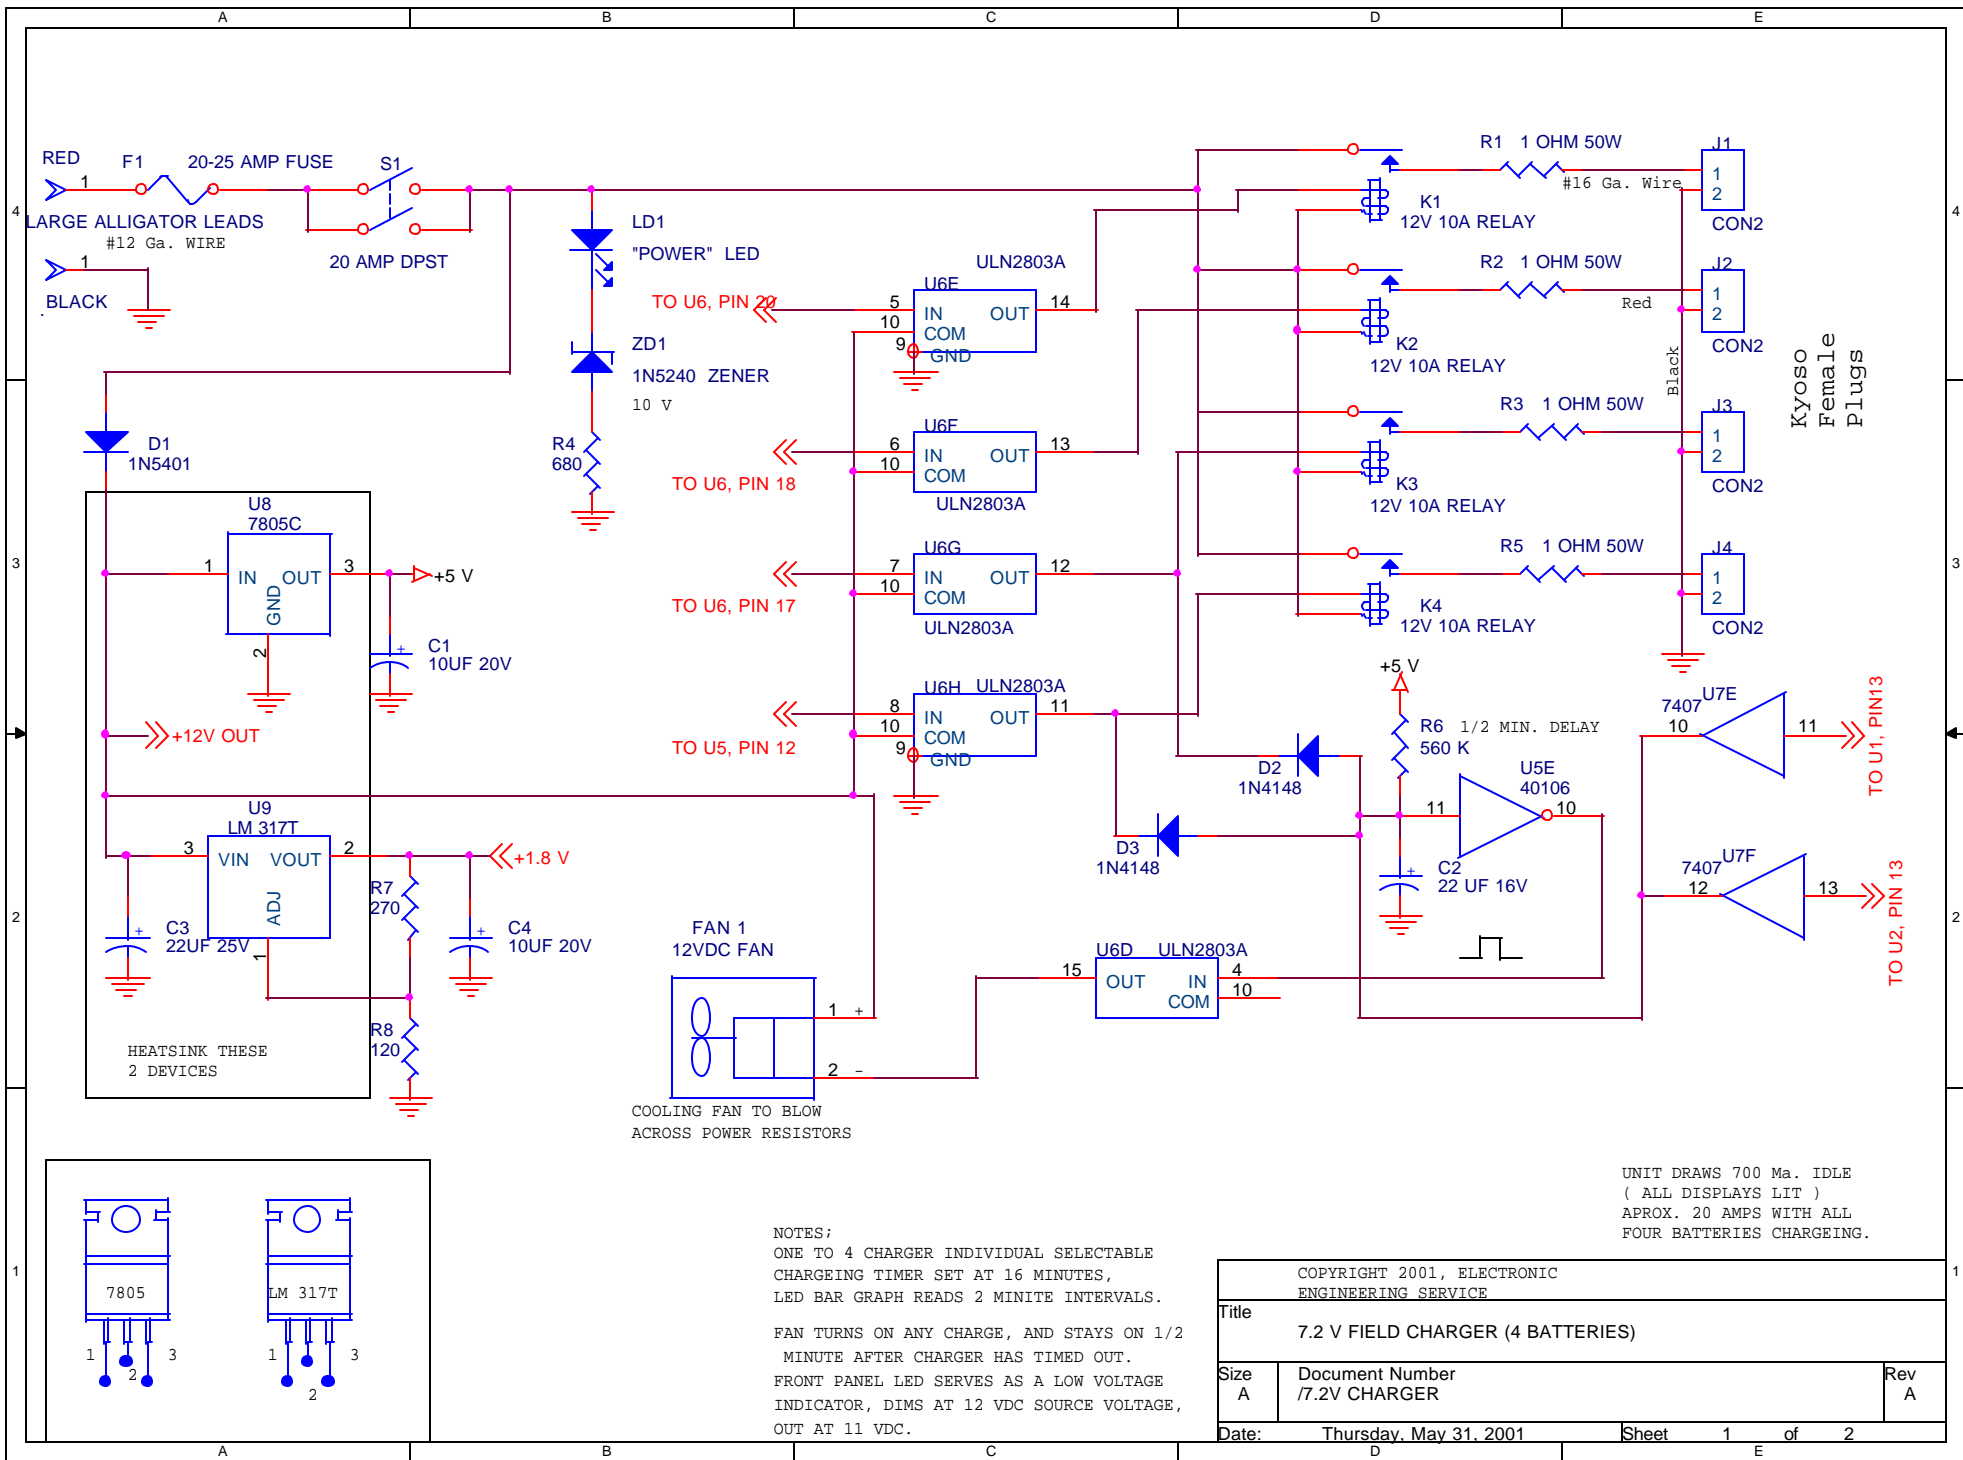 A B C D E
4
3
2
1
4
3
2
1
RED
1
F1
20-25 AMP FUSE
S1
LARGE ALLIGATOR LEADS
#12 Ga. WIRE
20 AMP DPST
1
BLACK
.
LD1
"POWER" LED
ZD1
1N5240 ZENER
10 V
R4
680
D1
1N5401
U8
7805C
1
IN OUT
GND
3
2
+5 V
C1
10UF 20V
+12V OUT
U9
LM 317T
3
VIN VOUT
ADJ
2
1
+1.8 V
R7
270
C3
22UF 25V
C4
10UF 20V
R8
120
HEATSINK THESE
2 DEVICES
TO U6, PIN 20
ULN2803A
U6E
5
IN OUT
14
10
COM
9
GND
TO U6, PIN 18
U6F
6
IN OUT
13
10
COM
ULN2803A
TO U6, PIN 17
U6G
7
IN OUT
12
10
COM
ULN2803A
TO U5, PIN 12
U6H ULN2803A
8
IN OUT
11
10
COM
9
GND
R1 1 OHM 50W
#16 Ga. Wire
K1
12V 10A RELAY
J1
1
2
CON2
R2 1 OHM 50W
Red
K2
12V 10A RELAY
J2
1
2
CON2
Black
Kyoso
Female
Plugs
R3 1 OHM 50W
K3
12V 10A RELAY
J3
1
2
CON2
R5 1 OHM 50W
K4
12V 10A RELAY
J4
1
2
CON2
+5 V
R6 1/2 MIN. DELAY
560 K
D2
1N4148
D3
1N4148
U5E
40106
11
10
C2
22 UF 16V
U7E
7407
10
11
TO U1, PIN13
U7F
7407
12
13
TO U2, PIN 13
FAN 1
12VDC FAN
1 +
2 -
COOLING FAN TO BLOW
ACROSS POWER RESISTORS
U6D ULN2803A
15
OUT IN
4
COM
10
7805
1
2
3
LM 317T
1
2
3
NOTES;
ONE TO 4 CHARGER INDIVIDUAL SELECTABLE
CHARGEING TIMER SET AT 16 MINUTES,
LED BAR GRAPH READS 2 MINITE INTERVALS.
FAN TURNS ON ANY CHARGE, AND STAYS ON 1/2
MINUTE AFTER CHARGER HAS TIMED OUT.
FRONT PANEL LED SERVES AS A LOW VOLTAGE
INDICATOR, DIMS AT 12 VDC SOURCE VOLTAGE,
OUT AT 11 VDC.
UNIT DRAWS 700 Ma. IDLE
( ALL DISPLAYS LIT )
APROX. 20 AMPS WITH ALL
FOUR BATTERIES CHARGEING.
COPYRIGHT 2001, ELECTRONIC
ENGINEERING SERVICE
Title
7.2 V FIELD CHARGER (4 BATTERIES)
Size
A
Document Number
/7.2V CHARGER
Rev
A
Date: Thursday, May 31, 2001 Sheet 1 of 2
A B C D E